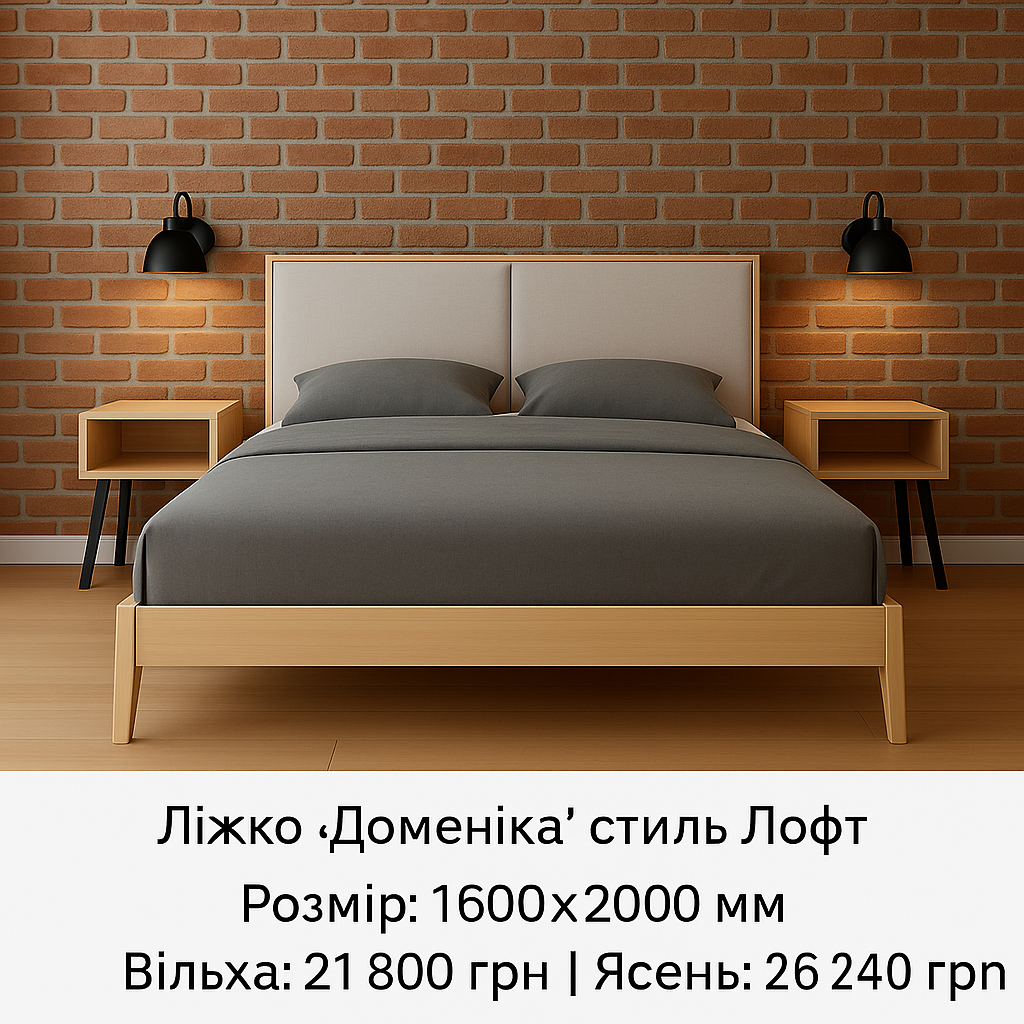 Ліжко ‹Доменіка’ стиль Лофт
Розмір: 1600x2000 мм
Вільха: 21 800 грн | Ясень: 26 240 грn